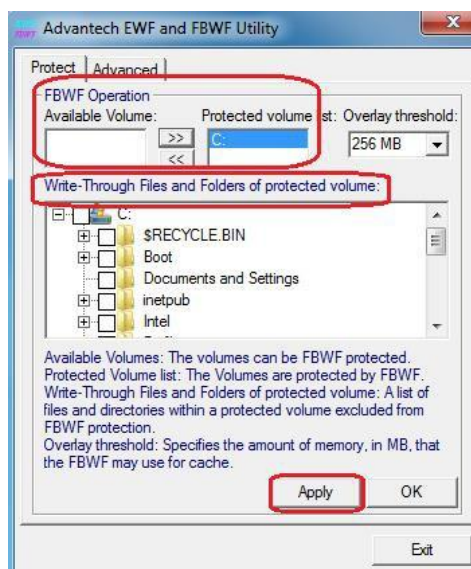 Advantech EWF and FBWF Utility
Protect Advanced
FBWF Operation
Available Volume: Protected volume list: Overlay threshold:
>> C: 256 MB
<<
Write-Through Files and Folders of protected volume:
C:
$RECYCLE.BIN
Boot
Documents and Settings
inetpub
Intel
Available Volumes: The volumes can be FBWF protected.
Protected Volume list: The Volumes are protected by FBWF.
Write-Through Files and Folders of protected volume: A list of
files and directories within a protected volume excluded from
FBWF protection.
Overlay threshold: Specifies the amount of memory, in MB, that
the FBWF may use for cache.
Apply OK
Exit